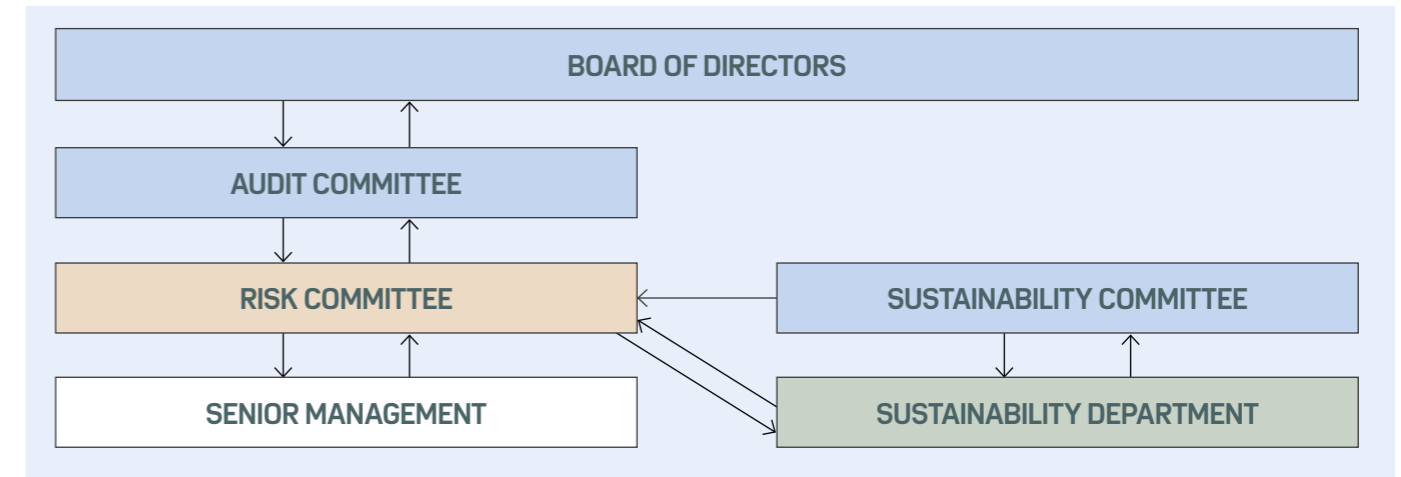 BOARD OF DIRECTORS
AUDIT COMMITTEE
RISK COMMITTEE
SUSTAINABILITY COMMITTEE
SENIOR MANAGEMENT
SUSTAINABILITY DEPARTMENT